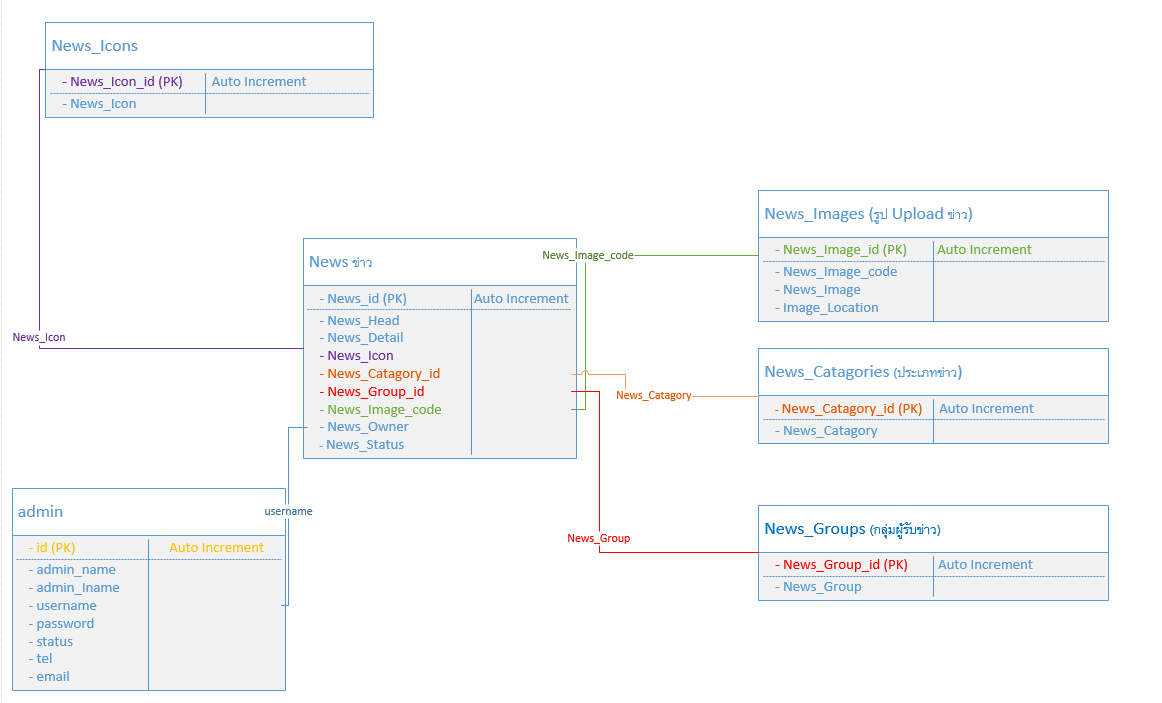 News_Icons
- News_Icon_id (PK) Auto Increment
- News_Icon
News_Icon
News ข่าว
- News_id (PK) Auto Increment
- News_Head
- News_Detail
- News_Icon
- News_Catagory_id
- News_Group_id
- News_Image_code
- News_Owner
- News_Status
News_Image_code
News_Images (รูป Upload ข่าว)
- News_Image_id (PK) Auto Increment
- News_Image_code
- News_Image
- Image_Location
News_Catagory
News_Catagories (ประเภทข่าว)
- News_Catagory_id (PK) Auto Increment
- News_Catagory
News_Group
News_Groups (กลุ่มผู้รับข่าว)
- News_Group_id (PK) Auto Increment
- News_Group
username
admin
- id (PK) Auto Increment
- admin_name
- admin_lname
- username
- password
- status
- tel
- email